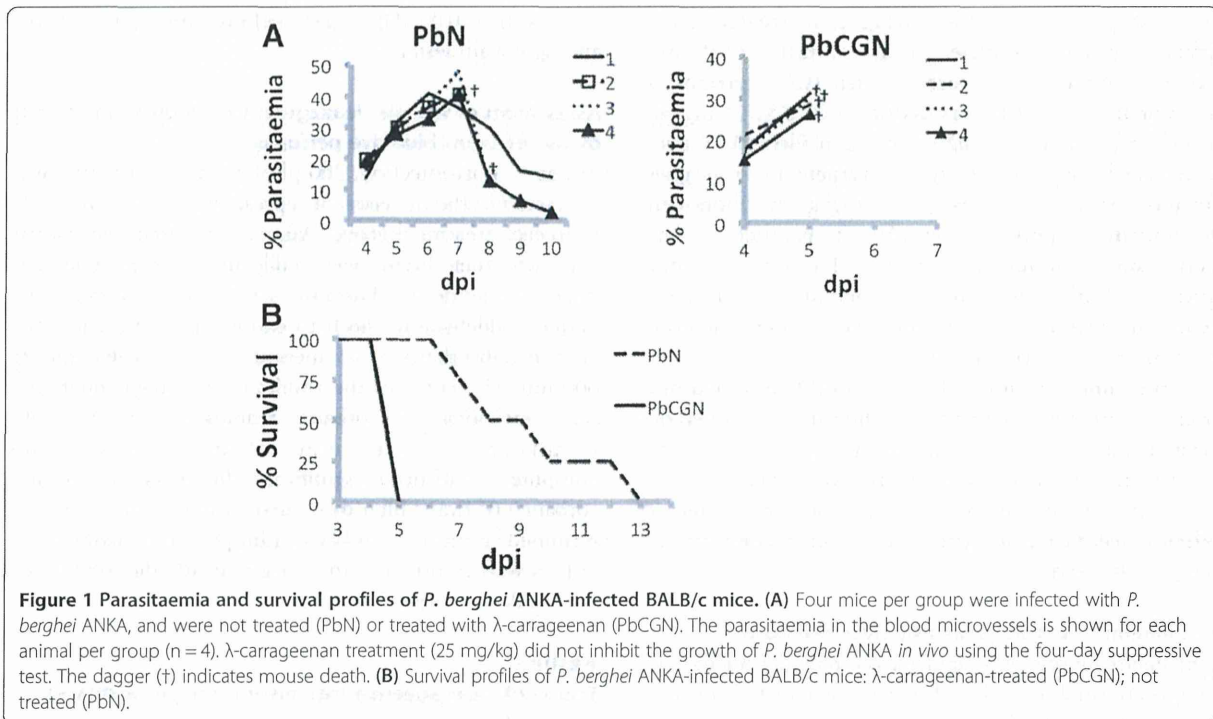 A
PbN
% Parasitaemia
50
40
30
20
10
0
4 5 6 7 8 9 10
dpi
1
2
3
4
† † †
PbCGN
% Parasitaemia
40
30
20
10
0
4 5 6 7
dpi
1
2
3
4
† † † †
B
% Survival
100
75
50
25
0
3 5 7 9 11 13
dpi
PbN
PbCGN
Figure 1 Parasitaemia and survival profiles of P. berghei ANKA-infected BALB/c mice. (A) Four mice per group were infected with P.
berghei ANKA, and were not treated (PbN) or treated with λ-carrageenan (PbCGN). The parasitaemia in the blood microvessels is shown for each
animal per group (n = 4). λ-carrageenan treatment (25 mg/kg) did not inhibit the growth of P. berghei ANKA in vivo using the four-day suppressive
test. The dagger (†) indicates mouse death. (B) Survival profiles of P. berghei ANKA-infected BALB/c mice: λ-carrageenan-treated (PbCGN); not
treated (PbN).